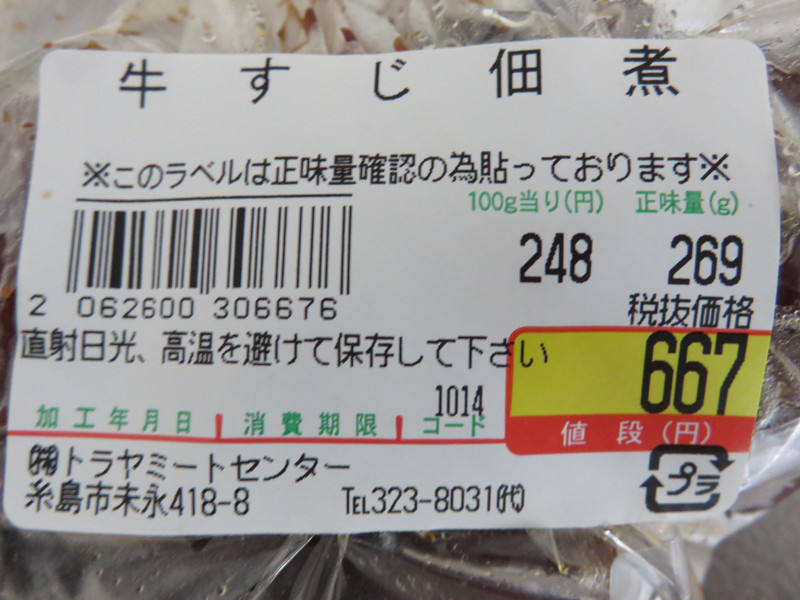 牛すじ佃煮
※このラベルは正味量確認の為貼っております※
100g当り(円) 正味量(g)
248 269
2 062600 306676
税抜価格
直射日光、高温を避けて保存して下さい
667
1014
加工年月日 消費期限 コード
値段(円)
㈱トラヤミートセンター
糸島市末永418-8 TEL323-8031㈹
プラ